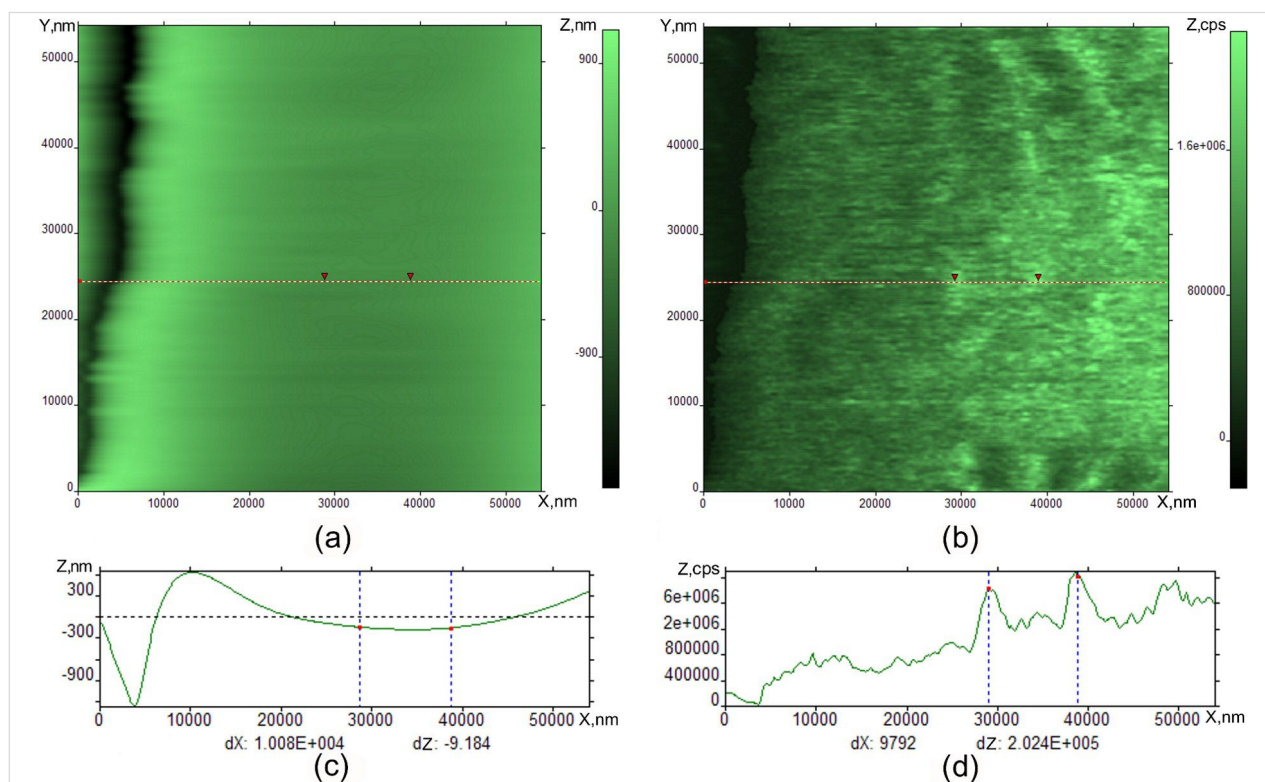 Y,nm Z,nm
50000
40000
30000
20000
10000
0
0 10000 20000 30000 40000 50000 X,nm
900
0
-900
(a)
Y,nm Z,cps
50000
40000
30000
20000
10000
0
0 10000 20000 30000 40000 50000 X,nm
1.6e+006
800000
0
(b)
Z,nm
300
-300
-900
0 10000 20000 30000 40000 50000 X,nm
dX: 1.008E+004 dZ: -9.184
(c)
Z,cps
6e+006
2e+006
800000
400000
0
0 10000 20000 30000 40000 50000 X,nm
dX: 9792 dZ: 2.024E+005
(d)